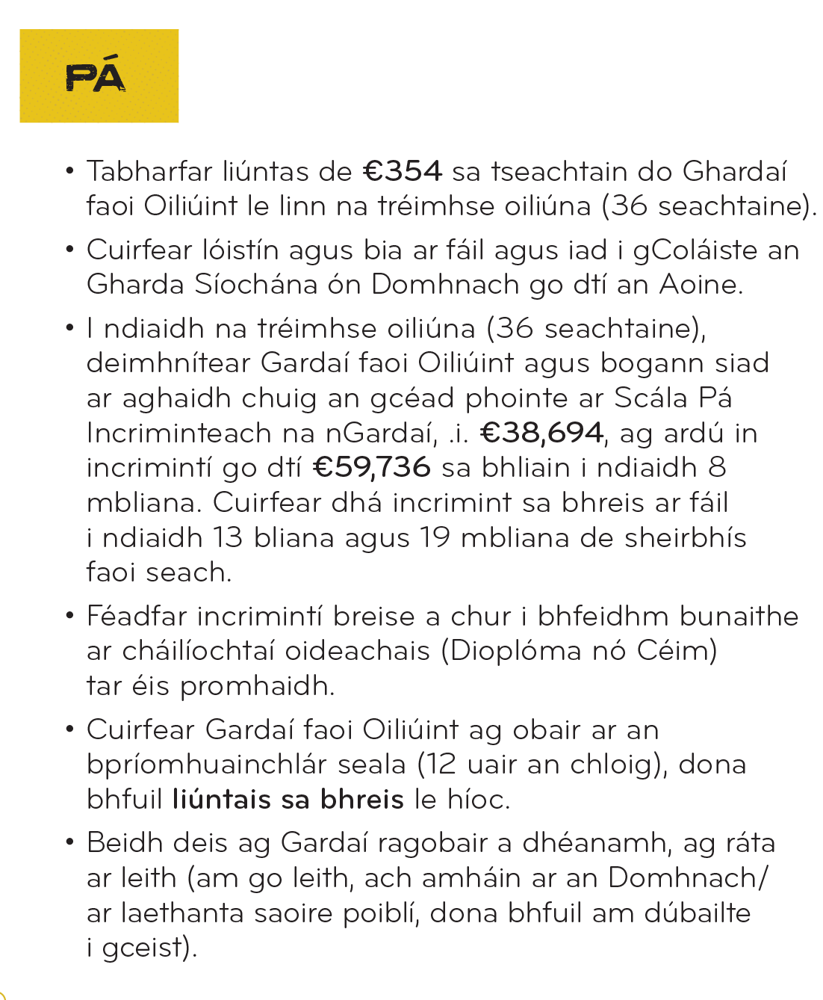 PÁ
• Tabharfar liúntas de €354 sa tseachtain do Ghardaí
faoi Oiliúint le linn na tréimhse oiliúna (36 seachtaine).
• Cuirfear lóistín agus bia ar fáil agus iad i gColáiste an
Gharda Síochána ón Domhnach go dtí an Aoine.
• I ndiaidh na tréimhse oiliúna (36 seachtaine),
deimhnítear Gardaí faoi Oiliúint agus bogann siad
ar aghaidh chuig an gcéad phointe ar Scála Pá
Incriminteach na nGardaí, .i. €38,694, ag ardú in
incrimintí go dtí €59,736 sa bhliain i ndiaidh 8
mbliana. Cuirfear dhá incrimint sa bhreis ar fáil
i ndiaidh 13 bliana agus 19 mbliana de sheirbhís
faoi seach.
• Féadfar incrimintí breise a chur i bhfeidhm bunaithe
ar cháilíochtaí oideachais (Dioplóma nó Céim)
tar éis promhaidh.
• Cuirfear Gardaí faoi Oiliúint ag obair ar an
bpríomhuainchlár seala (12 uair an chloig), dona
bhfuil liúntais sa bhreis le híoc.
• Beidh deis ag Gardaí ragobair a dhéanamh, ag ráta
ar leith (am go leith, ach amháin ar an Domhnach/
ar laethanta saoire poiblí, dona bhfuil am dúbailte
i gceist).